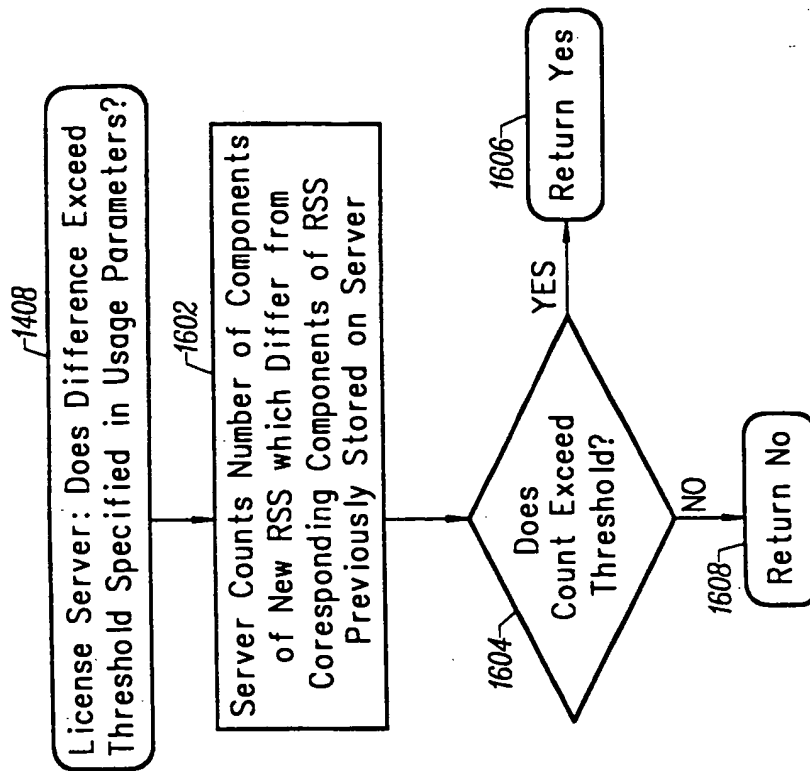 1408
License Server: Does Difference Exceed
Threshold Specified in Usage Parameters?
1602
Server Counts Number of Components
of New RSS which Differ from
Coresponding Components of RSS
Previously Stored on Server
1604
Does
Count Exceed
Threshold?
YES
1606
Return Yes
NO
1608
Return No